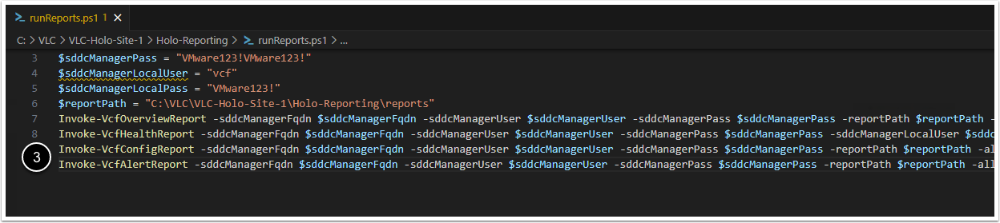 runReports.ps1 1
C: > VLC > VLC-Holo-Site-1 > Holo-Reporting > runReports.ps1 > ...
3 $sddcManagerPass = "VMware123!VMware123!"
4 $sddcManagerLocalUser = "vcf"
5 $sddcManagerLocalPass = "VMware123!"
6 $reportPath = "C:\VLC\VLC-Holo-Site-1\Holo-Reporting\reports"
7 Invoke-VcfOverviewReport -sddcManagerFqdn $sddcManagerFqdn -sddcManagerUser $sddcManagerUser -sddcManagerPass $sddcManagerPass -reportPath $reportPath -
8 Invoke-VcfHealthReport -sddcManagerFqdn $sddcManagerFqdn -sddcManagerUser $sddcManagerUser -sddcManagerPass $sddcManagerPass -sddcManagerLocalUser $sddc
Invoke-VcfConfigReport -sddcManagerFqdn $sddcManagerFqdn -sddcManagerUser $sddcManagerUser -sddcManagerPass $sddcManagerPass -reportPath $reportPath -al
3 Invoke-VcfAlertReport -sddcManagerFqdn $sddcManagerFqdn -sddcManagerUser $sddcManagerUser -sddcManagerPass $sddcManagerPass -reportPath $reportPath -all